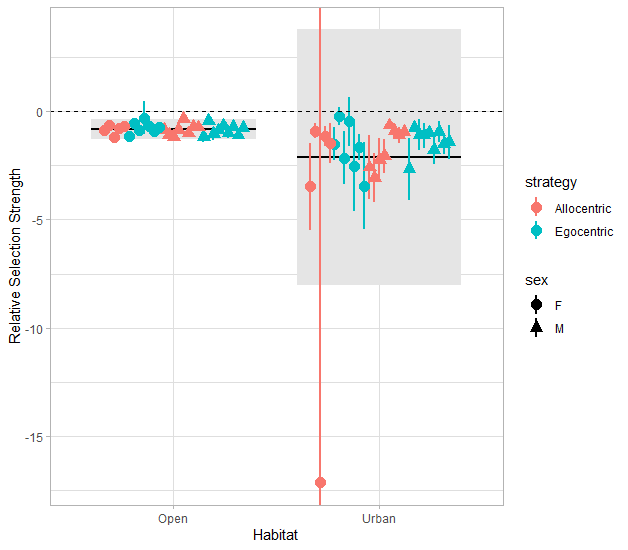 0
-5
-10
-15
Relative Selection Strength
Open
Urban
Habitat
strategy
Allocentric
Egocentric
sex
F
M